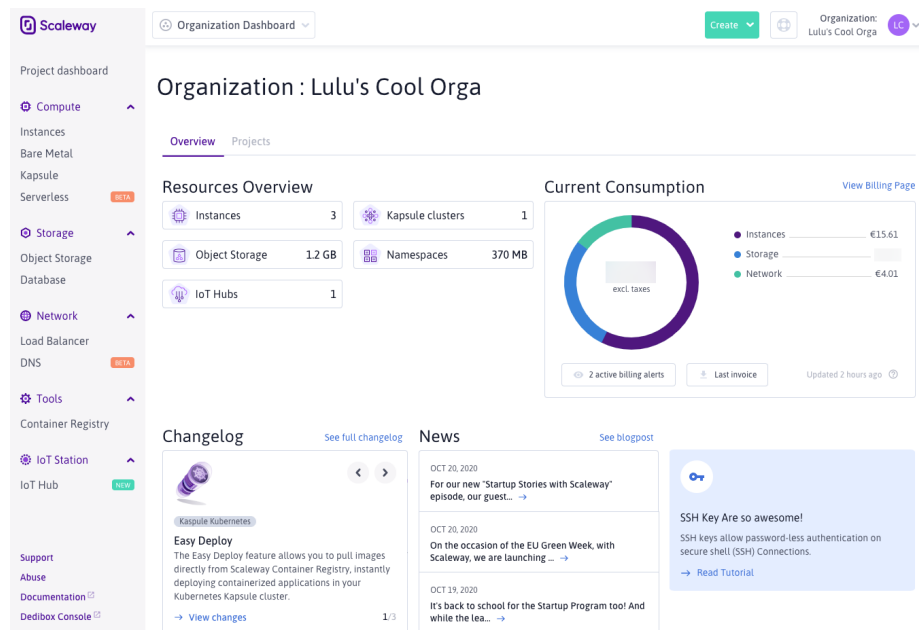 Scaleway
Organization Dashboard
Create
Organization:
Lulu's Cool Orga
LC
Project dashboard
Compute
Instances
Bare Metal
Kapsule
Serverless BETA
Storage
Object Storage
Database
Network
Load Balancer
DNS BETA
Tools
Container Registry
IoT Station
IoT Hub NEW
Support
Abuse
Documentation
Dedibox Console
Organization : Lulu's Cool Orga
Overview Projects
Resources Overview
Instances 3
Kapsule clusters 1
Object Storage 1.2 GB
Namespaces 370 MB
IoT Hubs 1
Current Consumption View Billing Page
excl. taxes
Instances €15.61
Storage
Network €4.01
2 active billing alerts Last invoice Updated 2 hours ago
Changelog See full changelog
Kaspule Kubernetes
Easy Deploy
The Easy Deploy feature allows you to pull images
directly from Scaleway Container Registry, instantly
deploying containerized applications in your
Kubernetes Kapsule cluster.
→ View changes 1/3
News See blogpost
OCT 20, 2020
For our new "Startup Stories with Scaleway"
episode, our guest... →
OCT 20, 2020
On the occasion of the EU Green Week, with
Scaleway, we are launching ... →
OCT 19, 2020
It's back to school for the Startup Program too! And
while the lea... →
SSH Key Are so awesome!
SSH keys allow password-less authentication on
secure shell (SSH) Connections.
→ Read Tutorial